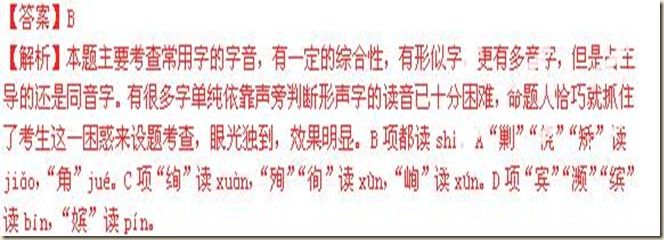 【答案】B
【解析】本题主要考查常用字的字音，有一定的综合性，有形似字，更有多音字，但是占主
导的还是同音字。有很多字单纯依靠声旁判断形声字的读音已十分困难，命题人恰巧就抓住
了考生这一困惑来设题考查，眼光独到，效果明显。B 项都读 shì。A“剿”“侥”“矫”读
jiǎo，“角”jué。C 项“绚”读 xuàn，“殉”“徇”读 xùn，“峋”读 xún。D 项“宾”“濒”“缤”
读 bīn，“嫔”读 pín。